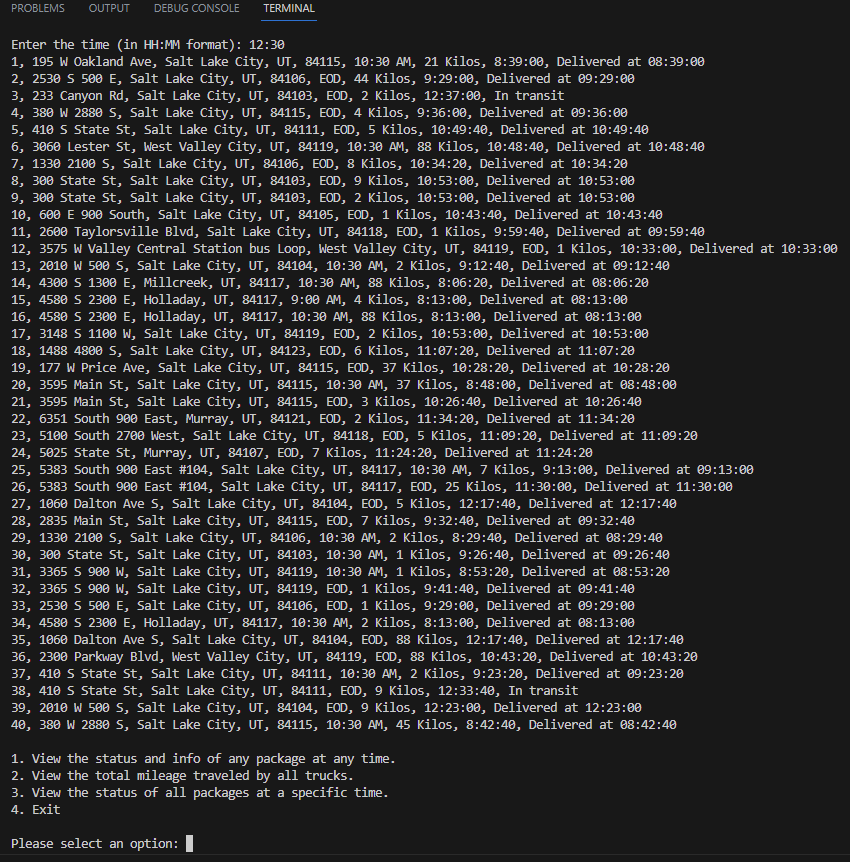 PROBLEMS OUTPUT DEBUG CONSOLE TERMINAL
Enter the time (in HH:MM format): 12:30
1, 195 W Oakland Ave, Salt Lake City, UT, 84115, 10:30 AM, 21 Kilos, 8:39:00, Delivered at 08:39:00
2, 2530 S 500 E, Salt Lake City, UT, 84106, EOD, 44 Kilos, 9:29:00, Delivered at 09:29:00
3, 233 Canyon Rd, Salt Lake City, UT, 84103, EOD, 2 Kilos, 12:37:00, In transit
4, 380 W 2880 S, Salt Lake City, UT, 84115, EOD, 4 Kilos, 9:36:00, Delivered at 09:36:00
5, 410 S State St, Salt Lake City, UT, 84111, EOD, 5 Kilos, 10:49:40, Delivered at 10:49:40
6, 3060 Lester St, West Valley City, UT, 84119, 10:30 AM, 88 Kilos, 10:48:40, Delivered at 10:48:40
7, 1330 2100 S, Salt Lake City, UT, 84106, EOD, 8 Kilos, 10:34:20, Delivered at 10:34:20
8, 300 State St, Salt Lake City, UT, 84103, EOD, 9 Kilos, 10:53:00, Delivered at 10:53:00
9, 300 State St, Salt Lake City, UT, 84103, EOD, 2 Kilos, 10:53:00, Delivered at 10:53:00
10, 600 E 900 South, Salt Lake City, UT, 84105, EOD, 1 Kilos, 10:43:40, Delivered at 10:43:40
11, 2600 Taylorsville Blvd, Salt Lake City, UT, 84118, EOD, 1 Kilos, 9:59:40, Delivered at 09:59:40
12, 3575 W Valley Central Station bus Loop, West Valley City, UT, 84119, EOD, 1 Kilos, 10:33:00, Delivered at 10:33:00
13, 2010 W 500 S, Salt Lake City, UT, 84104, 10:30 AM, 2 Kilos, 9:12:40, Delivered at 09:12:40
14, 4300 S 1300 E, Millcreek, UT, 84117, 10:30 AM, 88 Kilos, 8:06:20, Delivered at 08:06:20
15, 4580 S 2300 E, Holladay, UT, 84117, 9:00 AM, 4 Kilos, 8:13:00, Delivered at 08:13:00
16, 4580 S 2300 E, Holladay, UT, 84117, 10:30 AM, 88 Kilos, 8:13:00, Delivered at 08:13:00
17, 3148 S 1100 W, Salt Lake City, UT, 84119, EOD, 2 Kilos, 10:53:00, Delivered at 10:53:00
18, 1488 4800 S, Salt Lake City, UT, 84123, EOD, 6 Kilos, 11:07:20, Delivered at 11:07:20
19, 177 W Price Ave, Salt Lake City, UT, 84115, EOD, 37 Kilos, 10:28:20, Delivered at 10:28:20
20, 3595 Main St, Salt Lake City, UT, 84115, 10:30 AM, 37 Kilos, 8:48:00, Delivered at 08:48:00
21, 3595 Main St, Salt Lake City, UT, 84115, EOD, 3 Kilos, 10:26:40, Delivered at 10:26:40
22, 6351 South 900 East, Murray, UT, 84121, EOD, 2 Kilos, 11:34:20, Delivered at 11:34:20
23, 5100 South 2700 West, Salt Lake City, UT, 84118, EOD, 5 Kilos, 11:09:20, Delivered at 11:09:20
24, 5025 State St, Murray, UT, 84107, EOD, 7 Kilos, 11:24:20, Delivered at 11:24:20
25, 5383 South 900 East #104, Salt Lake City, UT, 84117, 10:30 AM, 7 Kilos, 9:13:00, Delivered at 09:13:00
26, 5383 South 900 East #104, Salt Lake City, UT, 84117, EOD, 25 Kilos, 11:30:00, Delivered at 11:30:00
27, 1060 Dalton Ave S, Salt Lake City, UT, 84104, EOD, 5 Kilos, 12:17:40, Delivered at 12:17:40
28, 2835 Main St, Salt Lake City, UT, 84115, EOD, 7 Kilos, 9:32:40, Delivered at 09:32:40
29, 1330 2100 S, Salt Lake City, UT, 84106, 10:30 AM, 2 Kilos, 8:29:40, Delivered at 08:29:40
30, 300 State St, Salt Lake City, UT, 84103, 10:30 AM, 1 Kilos, 9:26:40, Delivered at 09:26:40
31, 3365 S 900 W, Salt Lake City, UT, 84119, 10:30 AM, 1 Kilos, 8:53:20, Delivered at 08:53:20
32, 3365 S 900 W, Salt Lake City, UT, 84119, EOD, 1 Kilos, 9:41:40, Delivered at 09:41:40
33, 2530 S 500 E, Salt Lake City, UT, 84106, EOD, 1 Kilos, 9:29:00, Delivered at 09:29:00
34, 4580 S 2300 E, Holladay, UT, 84117, 10:30 AM, 2 Kilos, 8:13:00, Delivered at 08:13:00
35, 1060 Dalton Ave S, Salt Lake City, UT, 84104, EOD, 88 Kilos, 12:17:40, Delivered at 12:17:40
36, 2300 Parkway Blvd, West Valley City, UT, 84119, EOD, 88 Kilos, 10:43:20, Delivered at 10:43:20
37, 410 S State St, Salt Lake City, UT, 84111, 10:30 AM, 2 Kilos, 9:23:20, Delivered at 09:23:20
38, 410 S State St, Salt Lake City, UT, 84111, EOD, 9 Kilos, 12:33:40, In transit
39, 2010 W 500 S, Salt Lake City, UT, 84104, EOD, 9 Kilos, 12:23:00, Delivered at 12:23:00
40, 380 W 2880 S, Salt Lake City, UT, 84115, 10:30 AM, 45 Kilos, 8:42:40, Delivered at 08:42:40
1. View the status and info of any package at any time.
2. View the total mileage traveled by all trucks.
3. View the status of all packages at a specific time.
4. Exit
Please select an option: